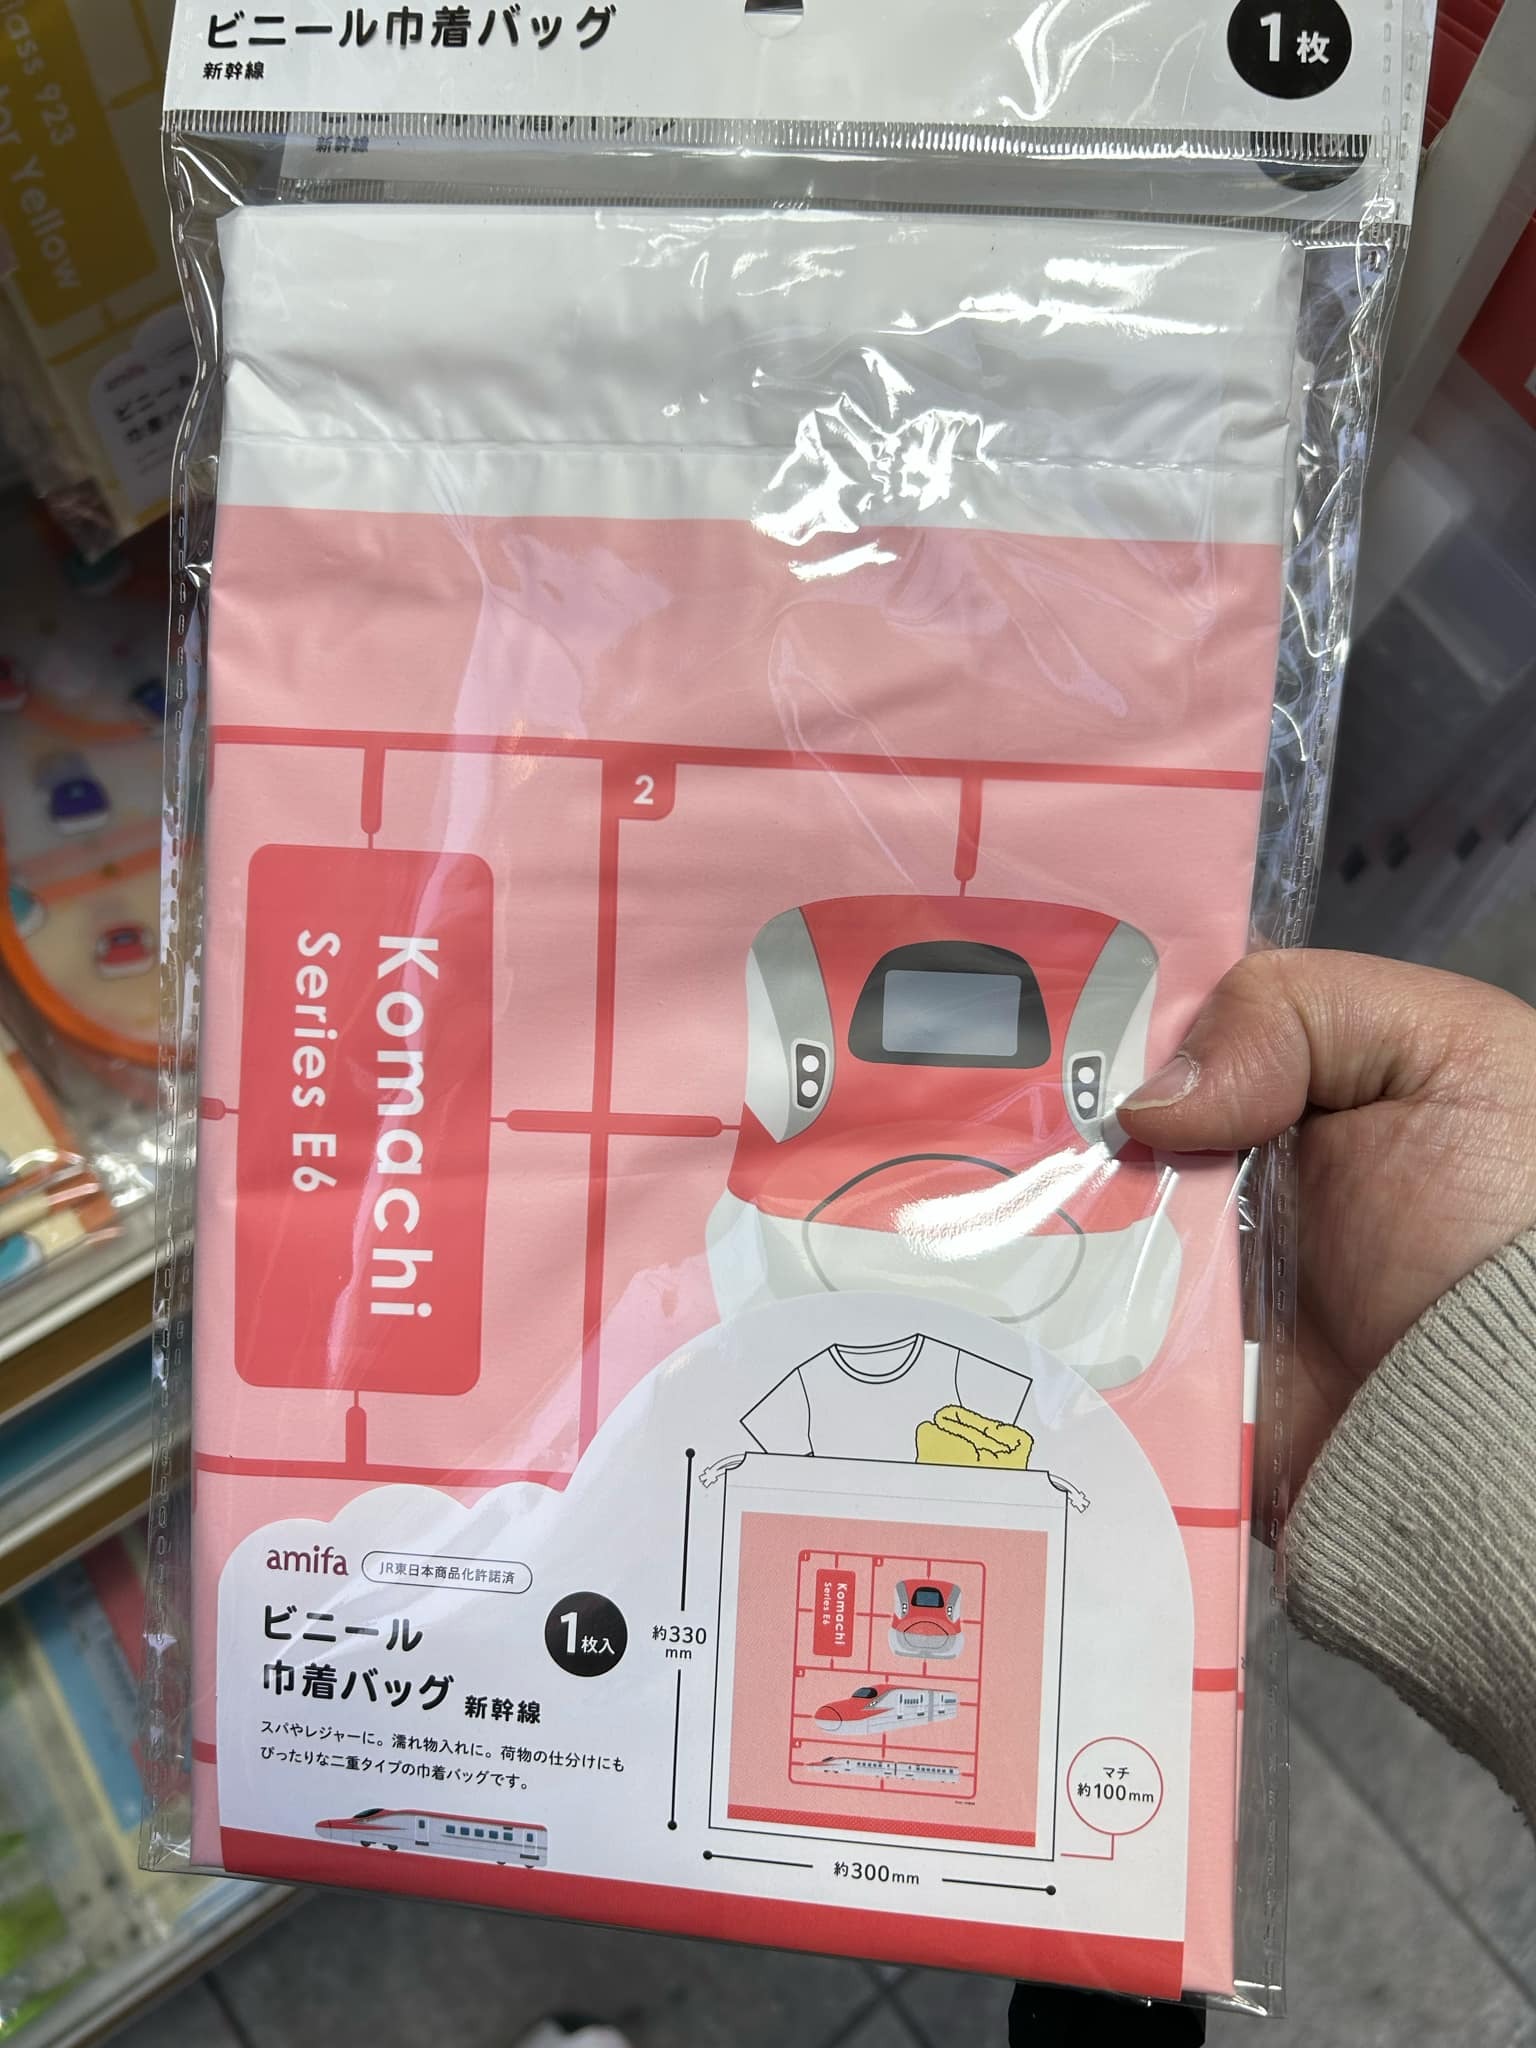 ビニール巾着バッグ
新幹線
1枚
新幹線
ass 923
or Yellow
2
Komachi
Series E6
amifa
JR東日本商品化許諾済
ビニール
巾着バッグ 新幹線
1枚入
スパやレジャーに。濡れ物入れに。荷物の仕分けにも
ぴったりな二重タイプの巾着バッグです。
約330
mm
約300mm
マチ
約100mm
Komachi
Series E6